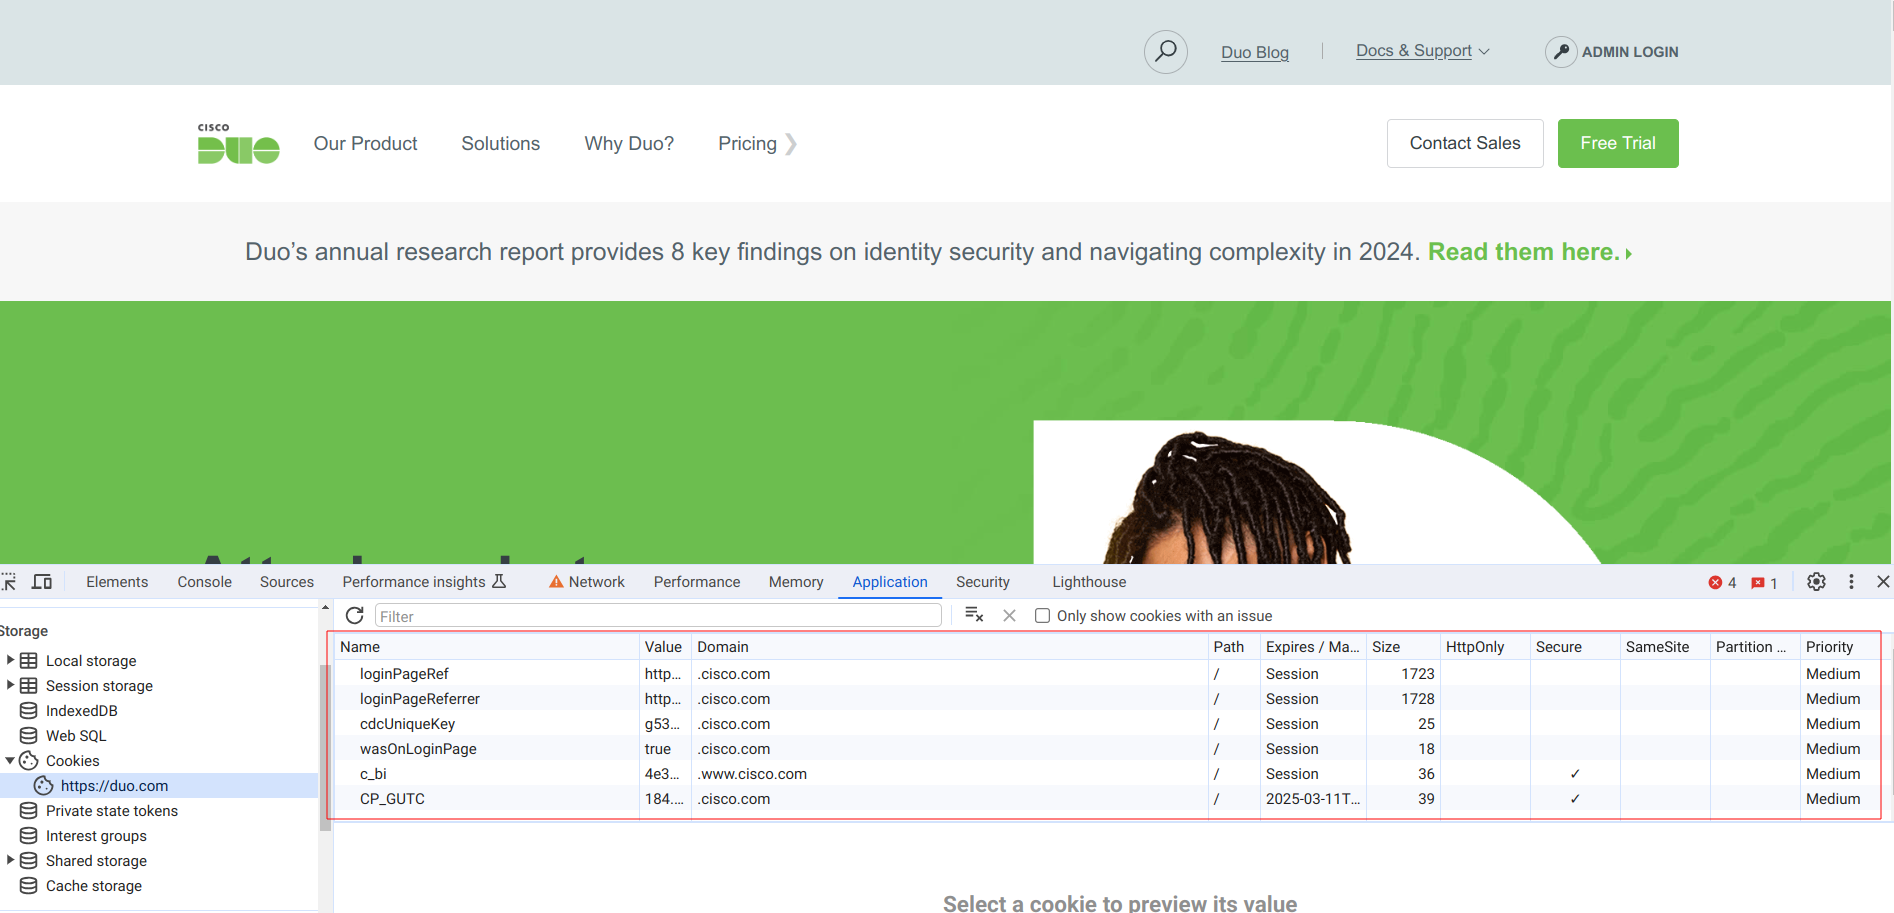 Duo Blog
Docs & Support
ADMIN LOGIN
CISCO
DUO
Our Product
Solutions
Why Duo?
Pricing
Contact Sales
Free Trial
Duo’s annual research report provides 8 key findings on identity security and navigating complexity in 2024. Read them here.
Elements Console Sources Performance insights Network Performance Memory Application Security Lighthouse 4 1
Storage
Local storage
Session storage
IndexedDB
Web SQL
Cookies
https://duo.com
Private state tokens
Interest groups
Shared storage
Cache storage
Filter
Only show cookies with an issue
Name Value Domain Path Expires / Ma... Size HttpOnly Secure SameSite Partition ... Priority
loginPageRef http... .cisco.com / Session 1723 Medium
loginPageReferrer http... .cisco.com / Session 1728 Medium
cdcUniqueKey g53... .cisco.com / Session 25 Medium
wasOnLoginPage true .cisco.com / Session 18 Medium
c_bi 4e3... .www.cisco.com / Session 36 ✓ Medium
CP_GUTC 184.... .cisco.com / 2025-03-11T... 39 ✓ Medium
Select a cookie to preview its value